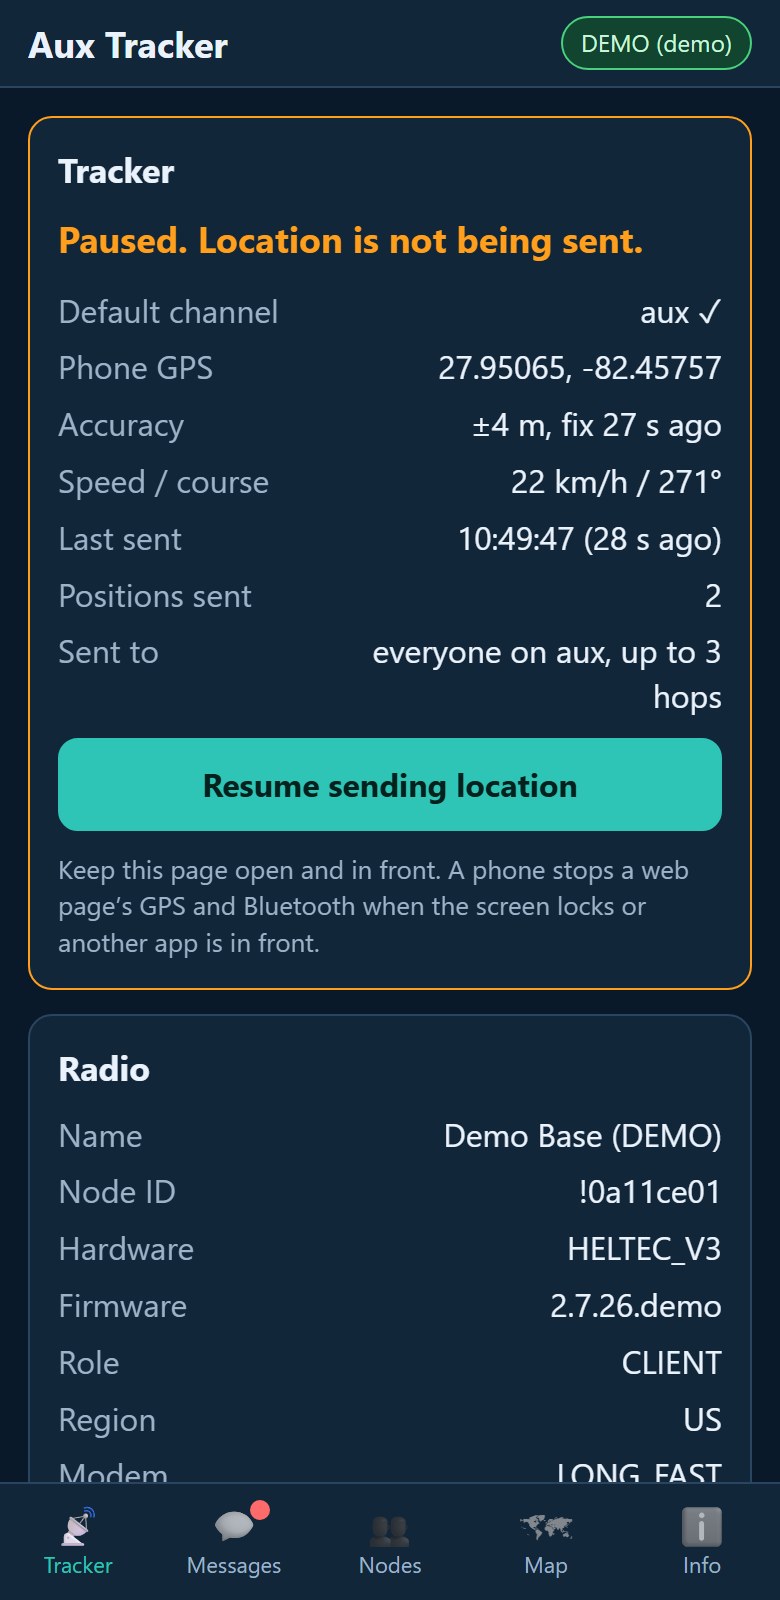 Aux Tracker
DEMO (demo)
Tracker
Paused. Location is not being sent.
Default channel aux ✓
Phone GPS 27.95065, -82.45757
Accuracy ±4 m, fix 27 s ago
Speed / course 22 km/h / 271°
Last sent 10:49:47 (28 s ago)
Positions sent 2
Sent to everyone on aux, up to 3
hops
Resume sending location
Keep this page open and in front. A phone stops a web
page’s GPS and Bluetooth when the screen locks or
another app is in front.
Radio
Name Demo Base (DEMO)
Node ID !0a11ce01
Hardware HELTEC_V3
Firmware 2.7.26.demo
Role CLIENT
Region US
Modem LONG_FAST
Tracker Messages Nodes Map Info